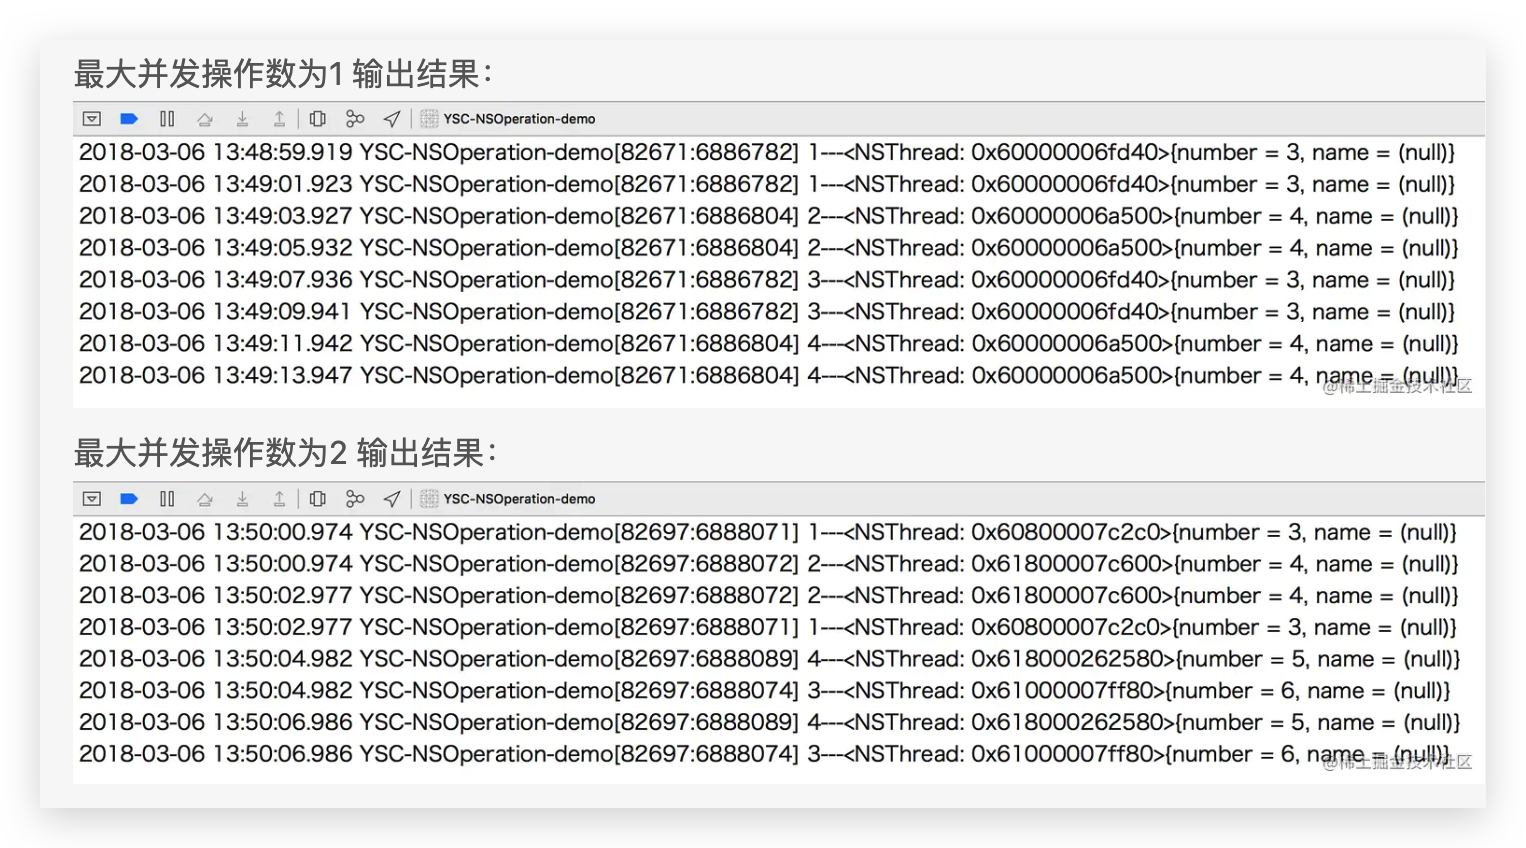 最大并发操作数为1 输出结果：
YSC-NSOperation-demo
2018-03-06 13:48:59.919 YSC-NSOperation-demo[82671:6886782] 1---<NSThread: 0x60000006fd40>{number = 3, name = (null)}
2018-03-06 13:49:01.923 YSC-NSOperation-demo[82671:6886782] 1---<NSThread: 0x60000006fd40>{number = 3, name = (null)}
2018-03-06 13:49:03.927 YSC-NSOperation-demo[82671:6886804] 2---<NSThread: 0x60000006a500>{number = 4, name = (null)}
2018-03-06 13:49:05.932 YSC-NSOperation-demo[82671:6886804] 2---<NSThread: 0x60000006a500>{number = 4, name = (null)}
2018-03-06 13:49:07.936 YSC-NSOperation-demo[82671:6886782] 3---<NSThread: 0x60000006fd40>{number = 3, name = (null)}
2018-03-06 13:49:09.941 YSC-NSOperation-demo[82671:6886782] 3---<NSThread: 0x60000006fd40>{number = 3, name = (null)}
2018-03-06 13:49:11.942 YSC-NSOperation-demo[82671:6886804] 4---<NSThread: 0x60000006a500>{number = 4, name = (null)}
2018-03-06 13:49:13.947 YSC-NSOperation-demo[82671:6886804] 4---<NSThread: 0x60000006a500>{number = 4, name = (null)}
@稀土掘金技术社区
最大并发操作数为2 输出结果：
YSC-NSOperation-demo
2018-03-06 13:50:00.974 YSC-NSOperation-demo[82697:6888071] 1---<NSThread: 0x60800007c2c0>{number = 3, name = (null)}
2018-03-06 13:50:00.974 YSC-NSOperation-demo[82697:6888072] 2---<NSThread: 0x61800007c600>{number = 4, name = (null)}
2018-03-06 13:50:02.977 YSC-NSOperation-demo[82697:6888072] 2---<NSThread: 0x61800007c600>{number = 4, name = (null)}
2018-03-06 13:50:02.977 YSC-NSOperation-demo[82697:6888071] 1---<NSThread: 0x60800007c2c0>{number = 3, name = (null)}
2018-03-06 13:50:04.982 YSC-NSOperation-demo[82697:6888089] 4---<NSThread: 0x618000262580>{number = 5, name = (null)}
2018-03-06 13:50:04.982 YSC-NSOperation-demo[82697:6888074] 3---<NSThread: 0x61000007ff80>{number = 6, name = (null)}
2018-03-06 13:50:06.986 YSC-NSOperation-demo[82697:6888089] 4---<NSThread: 0x618000262580>{number = 5, name = (null)}
2018-03-06 13:50:06.986 YSC-NSOperation-demo[82697:6888074] 3---<NSThread: 0x61000007ff80>{number = 6, name = (null)}
@稀土掘金技术社区